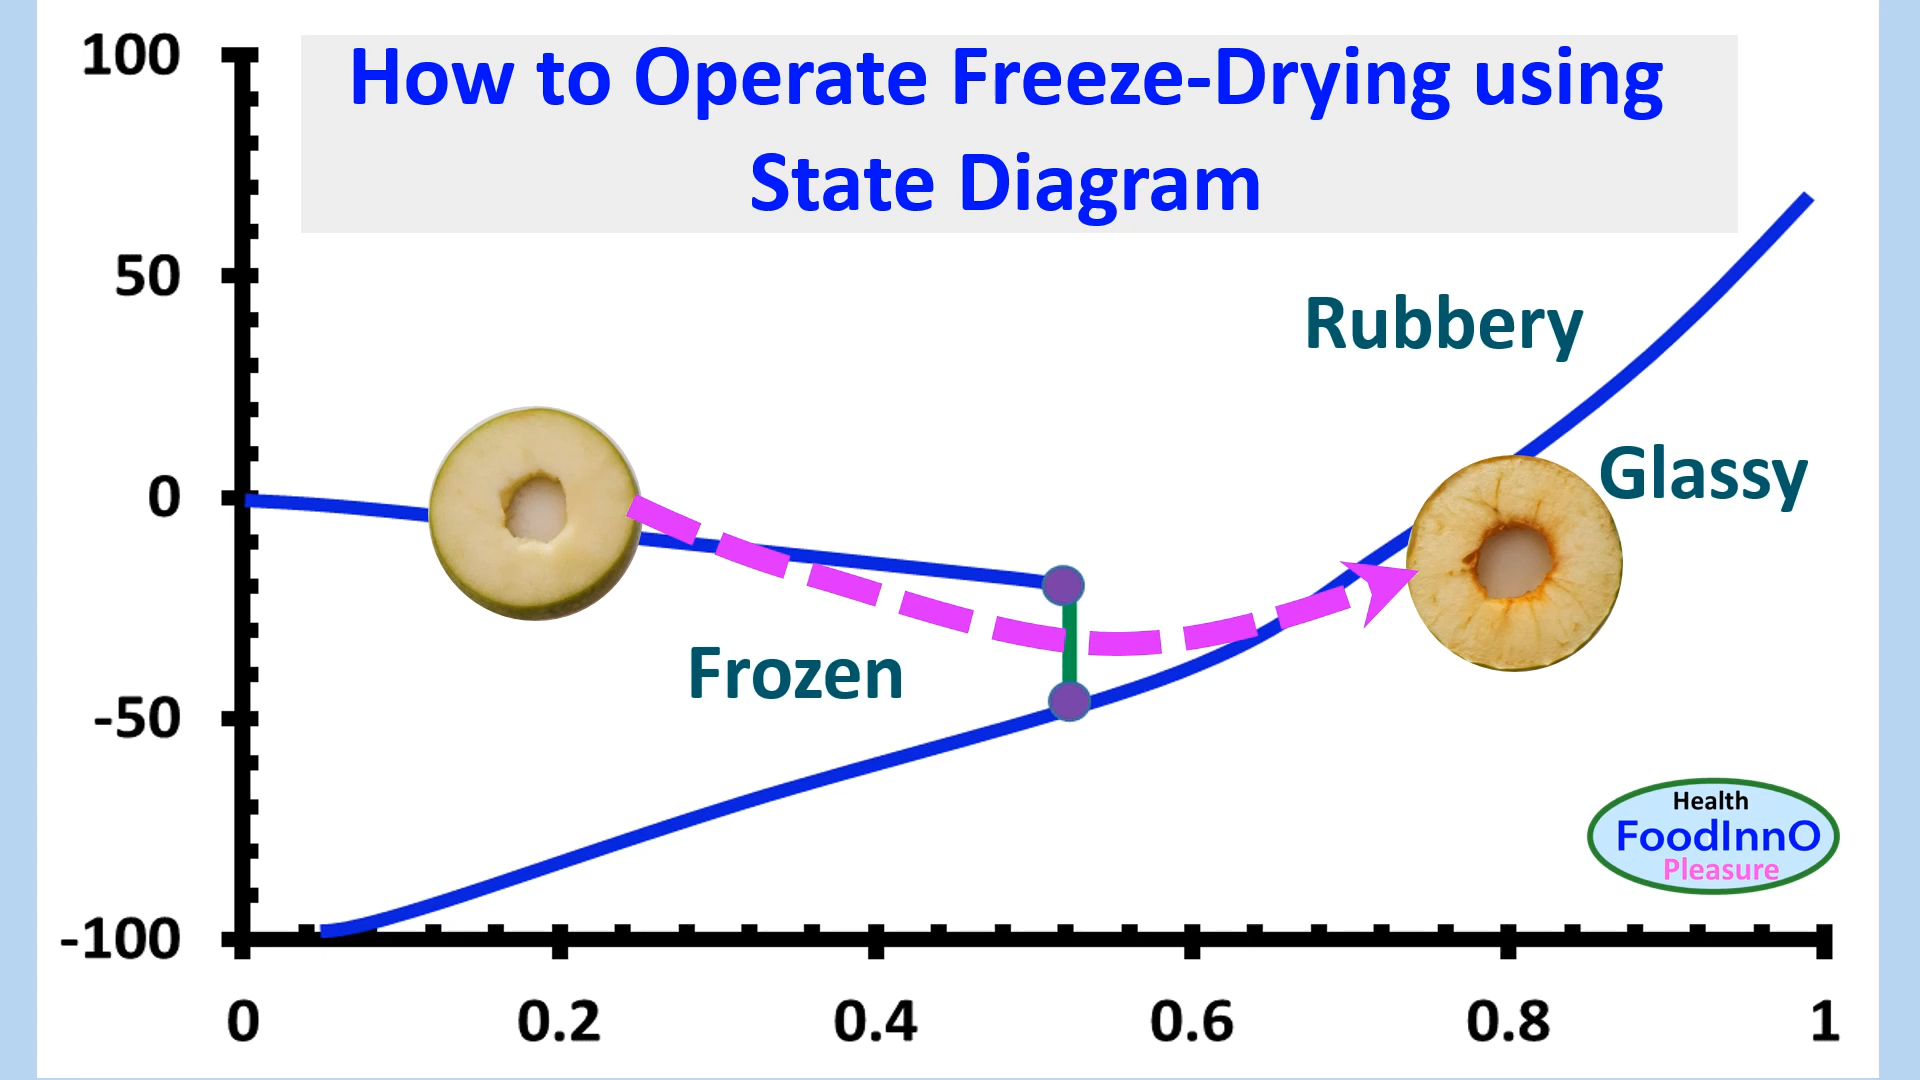 How to Operate Freeze-Drying using
State Diagram
100
50
0
-50
-100
Rubbery
Glassy
Frozen
Health
FoodInnO
Pleasure
0 0.2 0.4 0.6 0.8 1